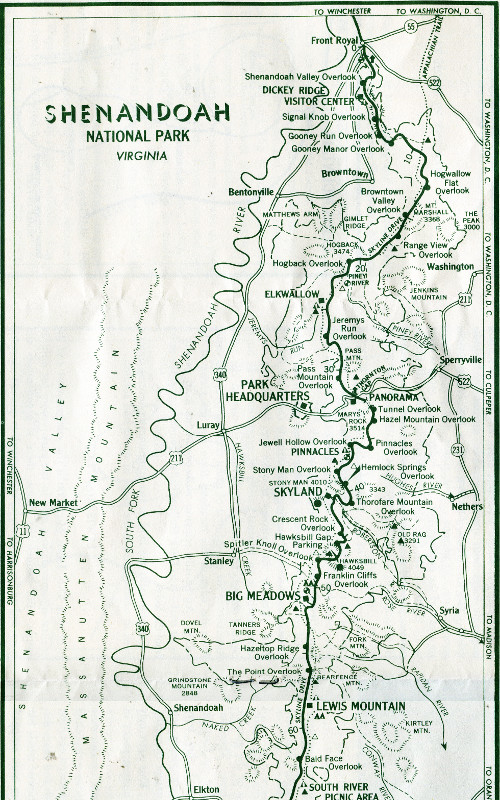 TO WINCHESTER
TO WASHINGTON, D. C.
55
Front Royal
0
APPALACHIAN TRAIL
522
SHENANDOAH
NATIONAL PARK
VIRGINIA
Shenandoah Valley Overlook
DICKEY RIDGE
VISITOR CENTER
Signal Knob Overlook
Gooney Run Overlook
Gooney Manor Overlook
TO WASHINGTON, D. C.
10
Browntown
Hogwallow
Flat
Overlook
Bentonville
Browntown
Valley
Overlook
MATTHEWS ARM
GIMLET
RIDGE
MT.
MARSHALL
3368
THE
PEAK
3000
RIVER
SKYLINE DRIVE
HOGBACK
3474
Range View
Overlook
Hogback Overlook
20
Washington
PINEY
RIVER
TO WASHINGTON, D. C.
ELKWALLOW
JENKINS
MOUNTAIN
211
SHENANDOAH
JEREMYS
RUN
Jeremys
Run
Overlook
PINEY RIVER
PASS
MTN.
Sperryville
340
Pass
Mountain
Overlook
30
THORNTON
GAP
522
TO CULPEPER
PARK
HEADQUARTERS
PANORAMA
MARYS
ROCK
3514
Tunnel Overlook
Hazel Mountain Overlook
Luray
Jewell Hollow Overlook
PINNACLES
Pinnacles
Overlook
231
211
HAWKSBILL
CREEK
Stony Man Overlook
Hemlock Springs
Overlook
STONY MAN 4010
HUGHES RIVER
SKYLAND
40
3343
Thorofare Mountain
Overlook
Nethers
TO WINCHESTER
11
New Market
SHENANDOAH VALLEY
MASSANUTTEN MOUNTAIN
SOUTH FORK
Crescent Rock
Overlook
OLD RAG
3291
Hawksbill Gap
Parking
Spitler Knoll Overlook
Stanley
HAWKSBILL
4049
Franklin Cliffs
Overlook
TO HARRISONBURG
50
BIG MEADOWS
ROSE RIVER
Syria
340
DOVEL
MTN.
TANNERS
RIDGE
FORK
MTN.
TO MADISON
Hazeltop Ridge
Overlook
The Point Overlook
RAPIDAN RIVER
GRINDSTONE
MOUNTAIN
2848
BEARFENCE
MTN.
SKYLINE DRIVE
Shenandoah
LEWIS MOUNTAIN
NAKED CREEK
60
KIRTLEY
MTN.
Bald Face
Overlook
CONWAY RIVER
Elkton
SOUTH RIVER
PICNIC AREA